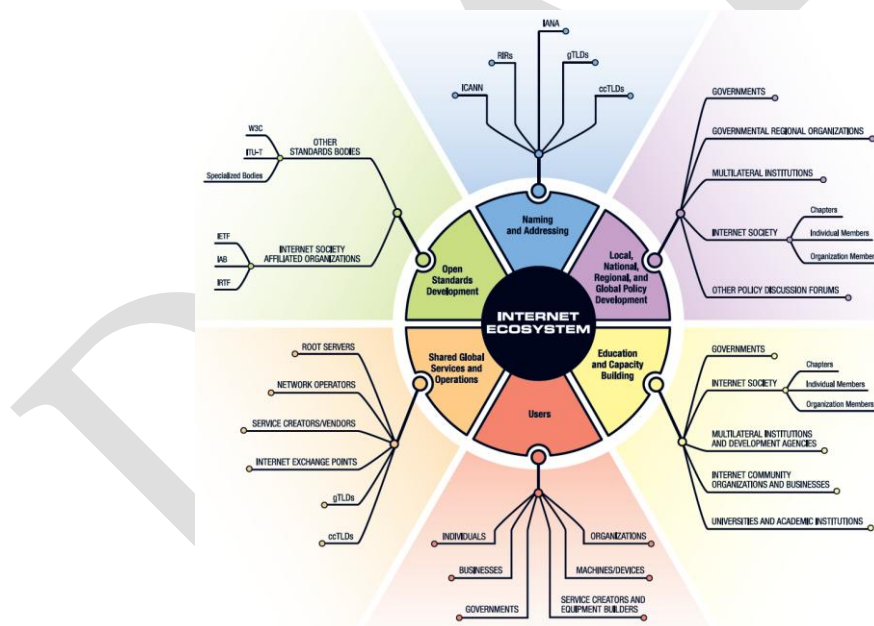 IANA
RIRs
gTLDs
ICANN
ccTLDs
W3C
ITU-T
Specialized Bodies
OTHER
STANDARDS BODIES
IETF
IAB
IRTF
INTERNET SOCIETY
AFFILIATED ORGANIZATIONS
GOVERNMENTS
GOVERNMENTAL REGIONAL ORGANIZATIONS
MULTILATERAL INSTITUTIONS
INTERNET SOCIETY
Chapters
Individual Members
Organization Member
OTHER POLICY DISCUSSION FORUMS
Naming
and Addressing
Open
Standards
Development
Local,
National,
Regional, and
Global Policy
Development
INTERNET
ECOSYSTEM
Shared Global
Services and
Operations
Education
and Capacity
Building
Users
ROOT SERVERS
NETWORK OPERATORS
SERVICE CREATORS/VENDORS
INTERNET EXCHANGE POINTS
gTLDs
ccTLDs
GOVERNMENTS
INTERNET SOCIETY
Chapters
Individual Members
Organization Members
MULTILATERAL INSTITUTIONS
AND DEVELOPMENT AGENCIES
INTERNET COMMUNITY
ORGANIZATIONS AND BUSINESSES
UNIVERSITIES AND ACADEMIC INSTITUTIONS
INDIVIDUALS
BUSINESSES
GOVERNMENTS
ORGANIZATIONS
MACHINES/DEVICES
SERVICE CREATORS AND
EQUIPMENT BUILDERS